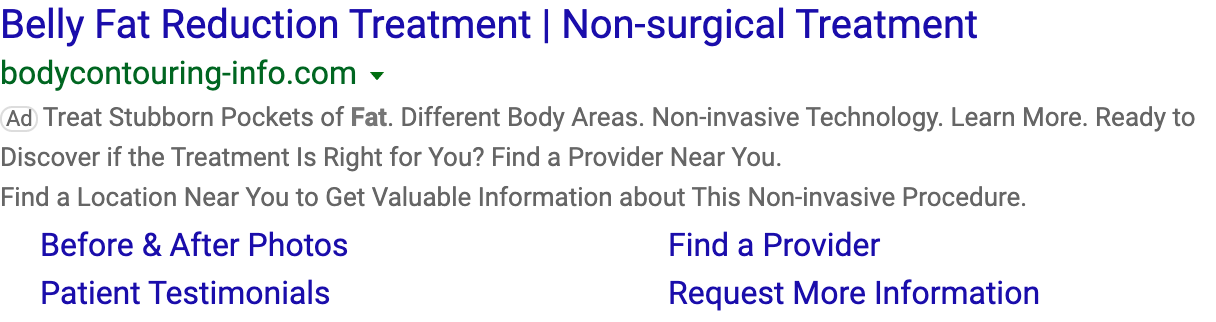 Belly Fat Reduction Treatment | Non-surgical Treatment
bodycontouring-info.com
Ad Treat Stubborn Pockets of Fat. Different Body Areas. Non-invasive Technology. Learn More. Ready to
Discover if the Treatment Is Right for You? Find a Provider Near You.
Find a Location Near You to Get Valuable Information about This Non-invasive Procedure.
Before & After Photos Find a Provider
Patient Testimonials Request More Information